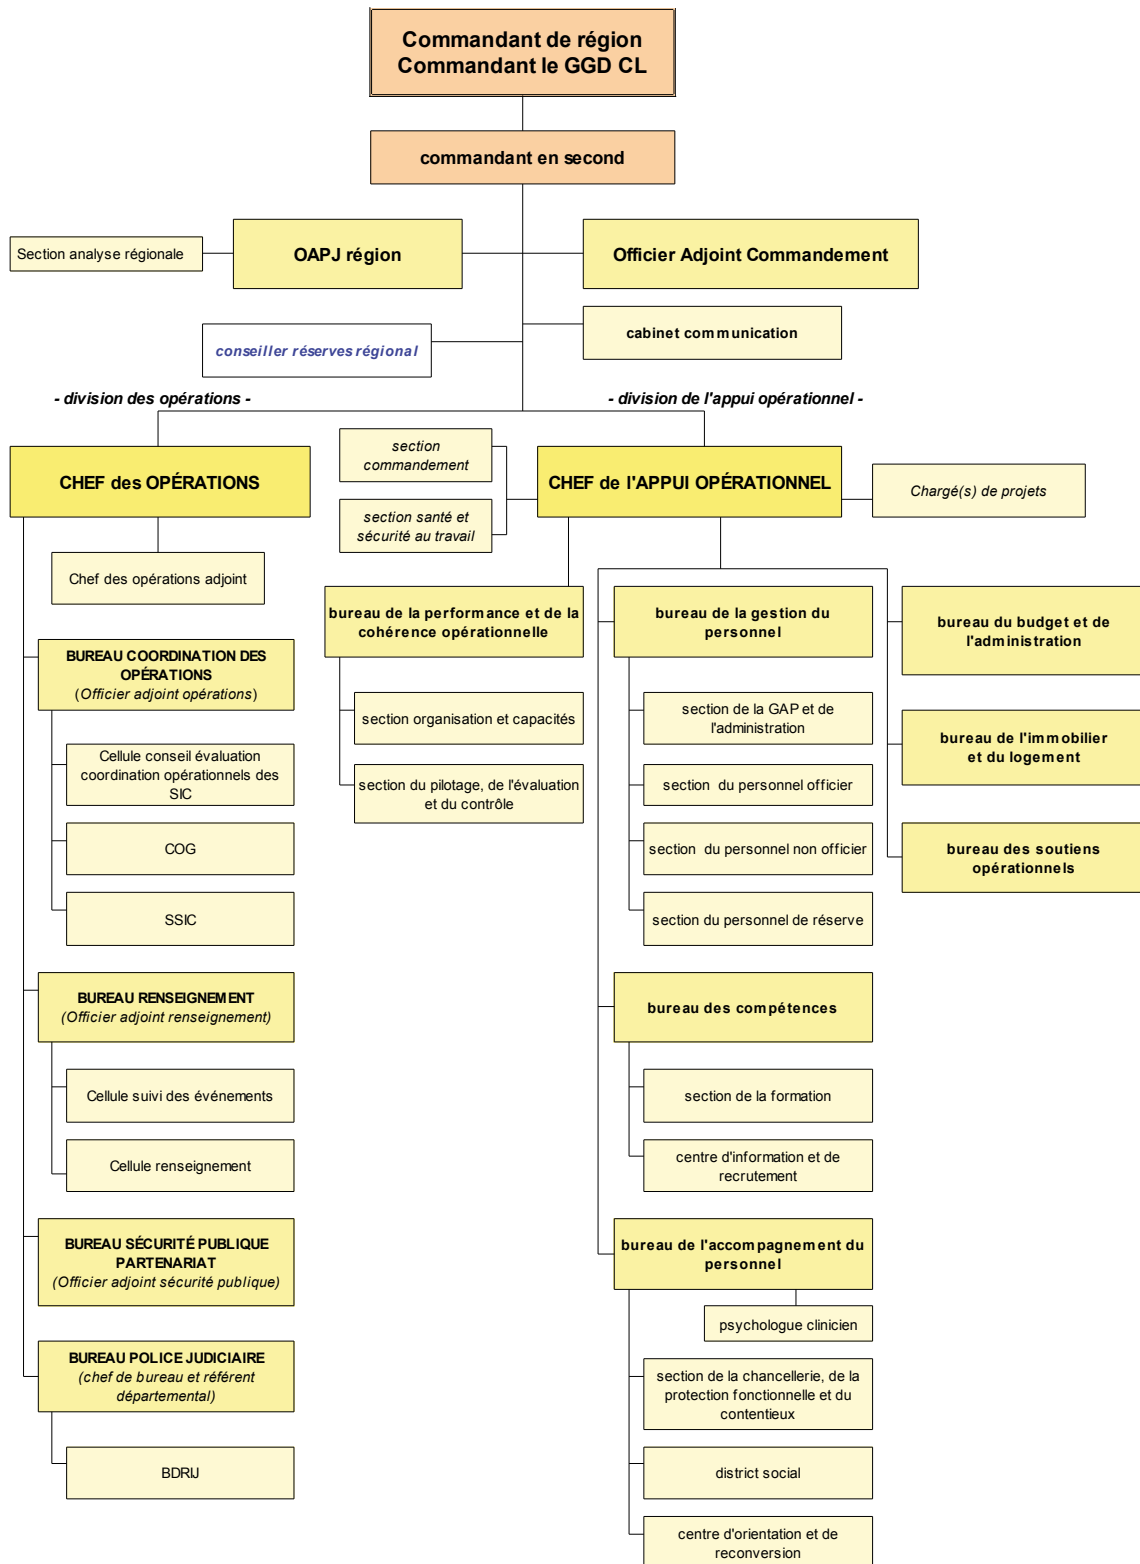 Commandant de région
Commandant le GGD CL
commandant en second
Section analyse régionale
OAPJ région
Officier Adjoint Commandement
cabinet communication
conseiller réserves régional
- division des opérations -
- division de l'appui opérationnel -
CHEF des OPÉRATIONS
section
commandement
section santé et
sécurité au travail
CHEF de l'APPUI OPÉRATIONNEL
Chargé(s) de projets
Chef des opérations adjoint
BUREAU COORDINATION DES
OPÉRATIONS
(Officier adjoint opérations)
Cellule conseil évaluation
coordination opérationnels des
SIC
COG
SSIC
BUREAU RENSEIGNEMENT
(Officier adjoint renseignement)
Cellule suivi des événements
Cellule renseignement
BUREAU SÉCURITÉ PUBLIQUE
PARTENARIAT
(Officier adjoint sécurité publique)
BUREAU POLICE JUDICIAIRE
(chef de bureau et référent
départemental)
BDRIJ
bureau de la performance et de la
cohérence opérationnelle
section organisation et capacités
section du pilotage, de l'évaluation
et du contrôle
bureau de la gestion du
personnel
section de la GAP et de
l'administration
section du personnel officier
section du personnel non officier
section du personnel de réserve
bureau des compétences
section de la formation
centre d'information et de
recrutement
bureau de l'accompagnement du
personnel
psychologue clinicien
section de la chancellerie, de la
protection fonctionnelle et du
contentieux
district social
centre d'orientation et de
reconversion
bureau du budget et de
l'administration
bureau de l'immobilier
et du logement
bureau des soutiens
opérationnels